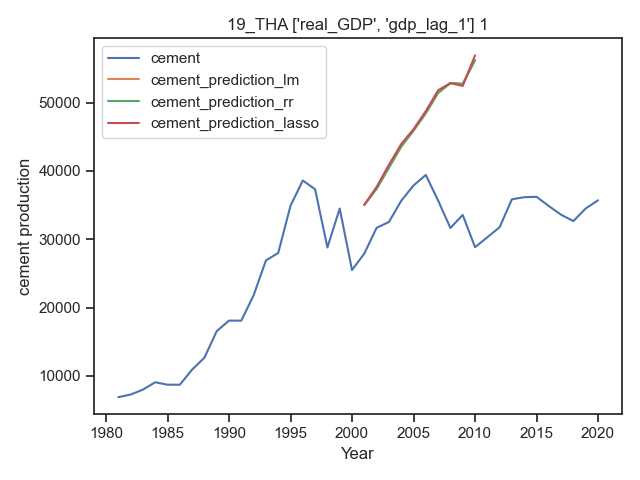 19_THA ['real_GDP', 'gdp_lag_1'] 1
cement
cement_prediction_lm
cement_prediction_rr
cement_prediction_lasso
50000
40000
30000
20000
10000
cement production
1980 1985 1990 1995 2000 2005 2010 2015 2020
Year